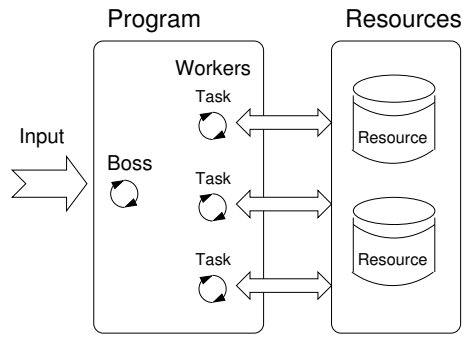 Program
Resources
Workers
Task
Resource
Input
Boss
Task
Task
Resource